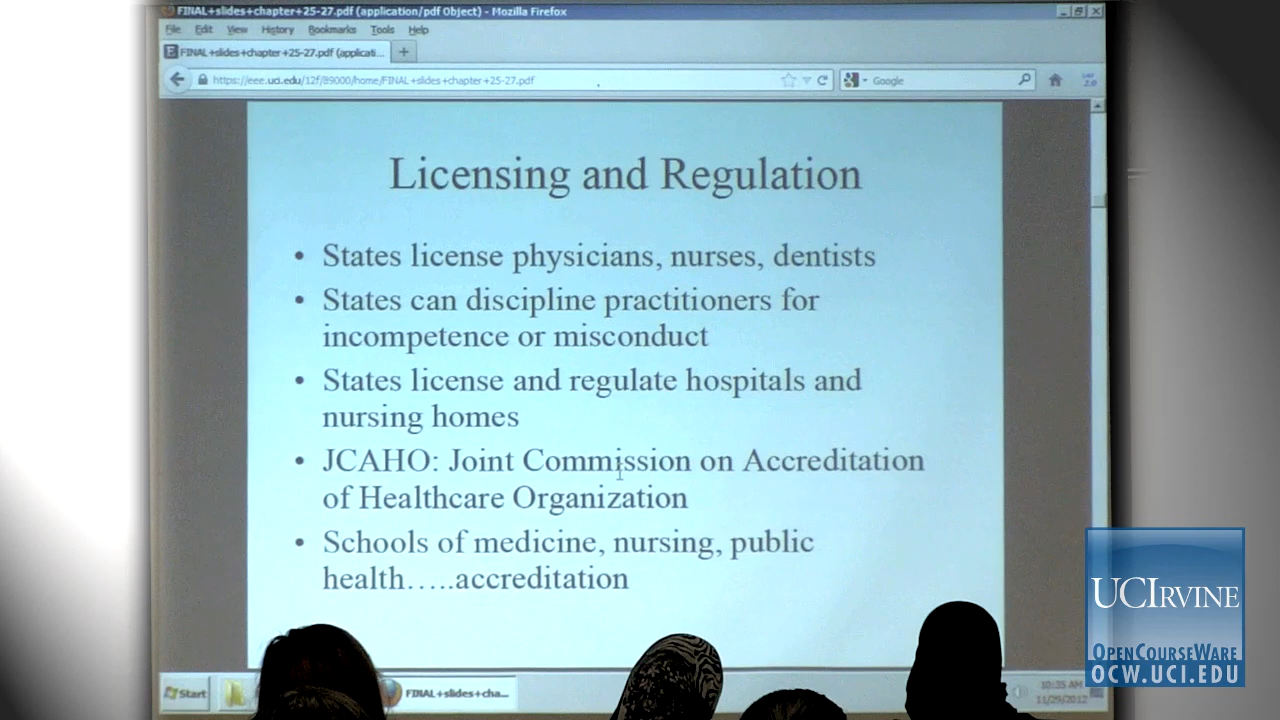 FINAL+slides+chapter+25-27.pdf (application/pdf Object) - Mozilla Firefox
File Edit View History Bookmarks Tools Help
FINAL+slides+chapter+25-27.pdf (applicati...
https://eee.uci.edu/12f/89000/home/FINAL+slides+chapter+25-27.pdf
Google
Licensing and Regulation
• States license physicians, nurses, dentists
• States can discipline practitioners for
incompetence or misconduct
• States license and regulate hospitals and
nursing homes
• JCAHO: Joint Commission on Accreditation
of Healthcare Organization
• Schools of medicine, nursing, public
health…..accreditation
Start
FINAL+slides+cha...
10:35 AM
11/29/2012
UCIRVINE
OPENCOURSEWARE
OCW.UCI.EDU